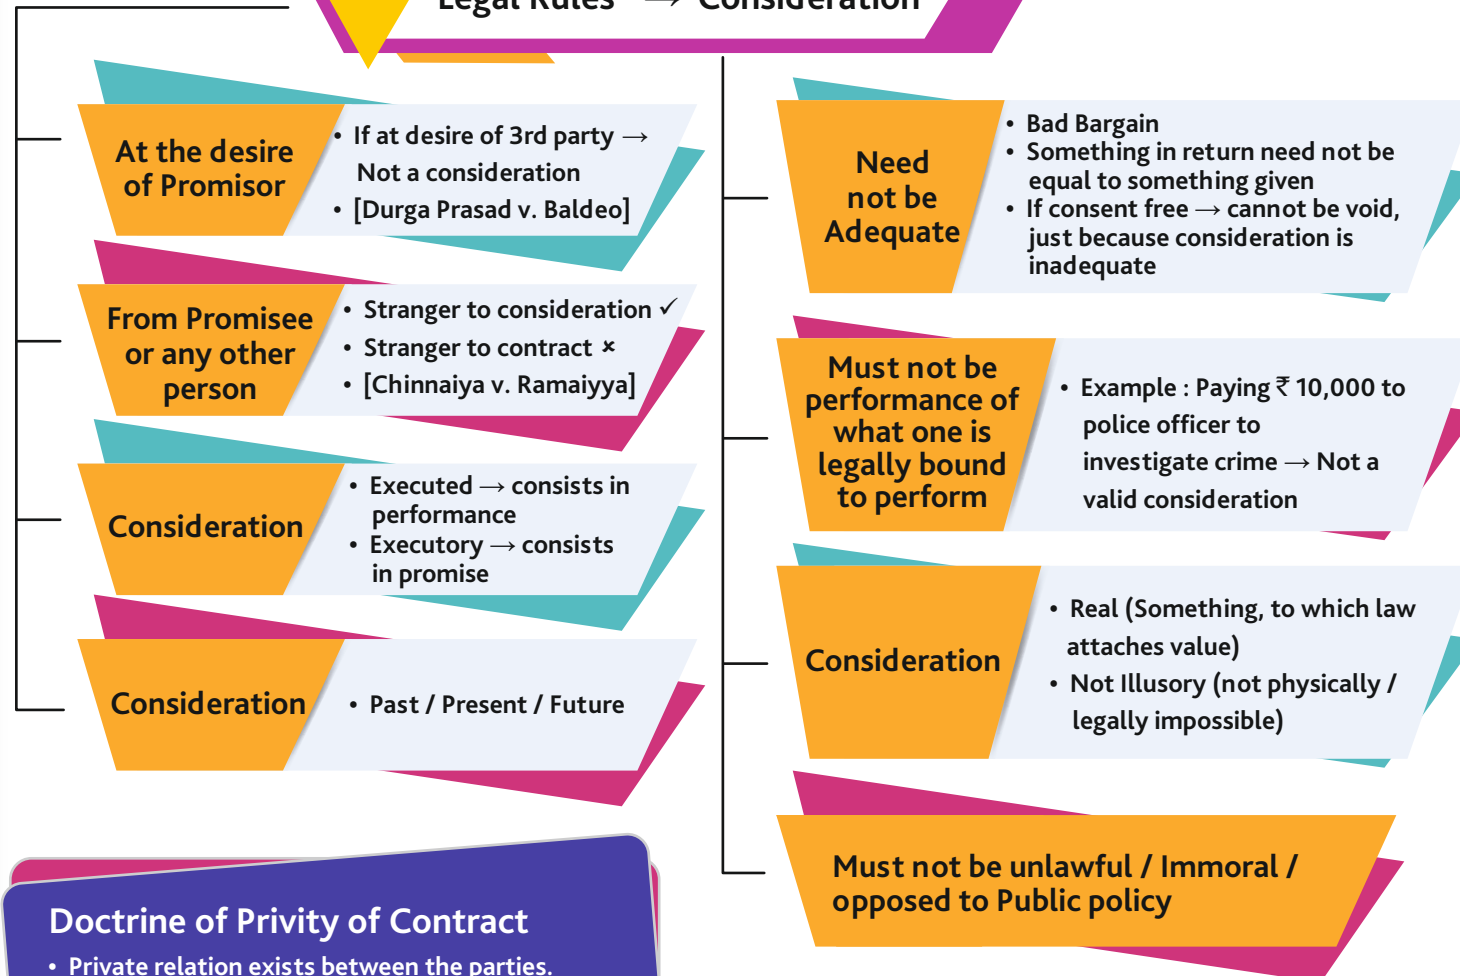 Legal Rules → Consideration
At the desire
of Promisor
• If at desire of 3rd party →
Not a consideration
• [Durga Prasad v. Baldeo]
From Promisee
or any other
person
• Stranger to consideration ✓
• Stranger to contract ✘
• [Chinnaiya v. Ramaiyya]
Consideration
• Executed → consists in
performance
• Executory → consists
in promise
Consideration
• Past / Present / Future
Need
not be
Adequate
• Bad Bargain
• Something in return need not be
equal to something given
• If consent free → cannot be void,
just because consideration is
inadequate
Must not be
performance of
what one is
legally bound
to perform
• Example : Paying ₹ 10,000 to
police officer to
investigate crime → Not a
valid consideration
Consideration
• Real (Something, to which law
attaches value)
• Not Illusory (not physically /
legally impossible)
Must not be unlawful / Immoral /
opposed to Public policy
Doctrine of Privity of Contract
• Private relation exists between the parties.